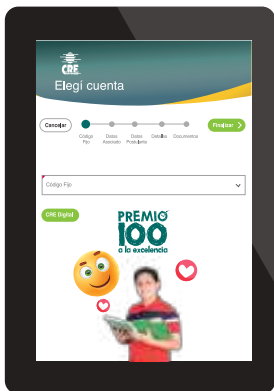 CRE
Elegí cuenta
Cancelar
Finalizar
Código Fijo
Datos Asociado
Datos Postulante
Detalles
Documentos
Código Fijo
CRE Digital
PREMIO
100
a la excelencia